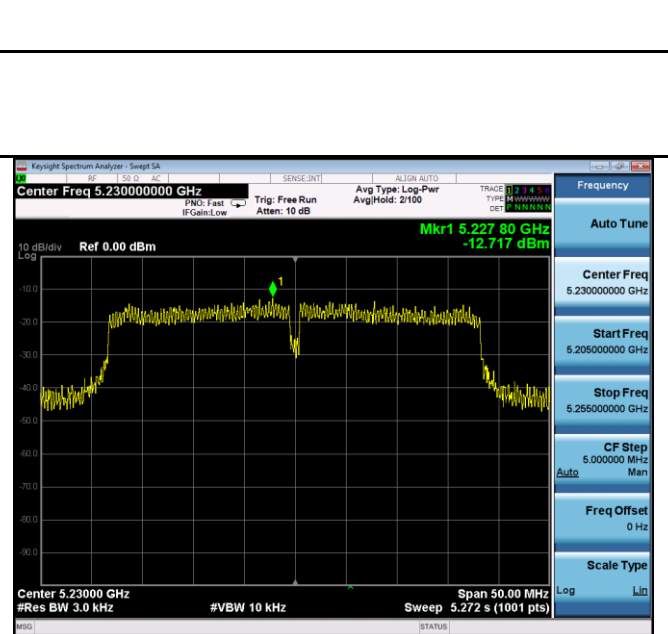 Keysight Spectrum Analyzer - Swept SA
RF 50 Ω AC SENSE:INT ALIGN AUTO
Center Freq 5.230000000 GHz
PNO: Fast
IFGain:Low
Trig: Free Run
Atten: 10 dB
Avg Type: Log-Pwr
Avg|Hold: 2/100
TRACE 1 2 3 4 5 6
TYPE M W W W W W
DET P N N N N N
Mkr1 5.227 80 GHz
-12.717 dBm
10 dB/div Ref 0.00 dBm
Log
1
-10.0
-20.0
-30.0
-40.0
-50.0
-60.0
-70.0
-80.0
-90.0
Center 5.23000 GHz Span 50.00 MHz
#Res BW 3.0 kHz #VBW 10 kHz Sweep 5.272 s (1001 pts)
MSG STATUS
Frequency
Auto Tune
Center Freq
5.230000000 GHz
Start Freq
5.205000000 GHz
Stop Freq
5.255000000 GHz
CF Step
5.000000 MHz
Auto Man
Freq Offset
0 Hz
Scale Type
Log Lin